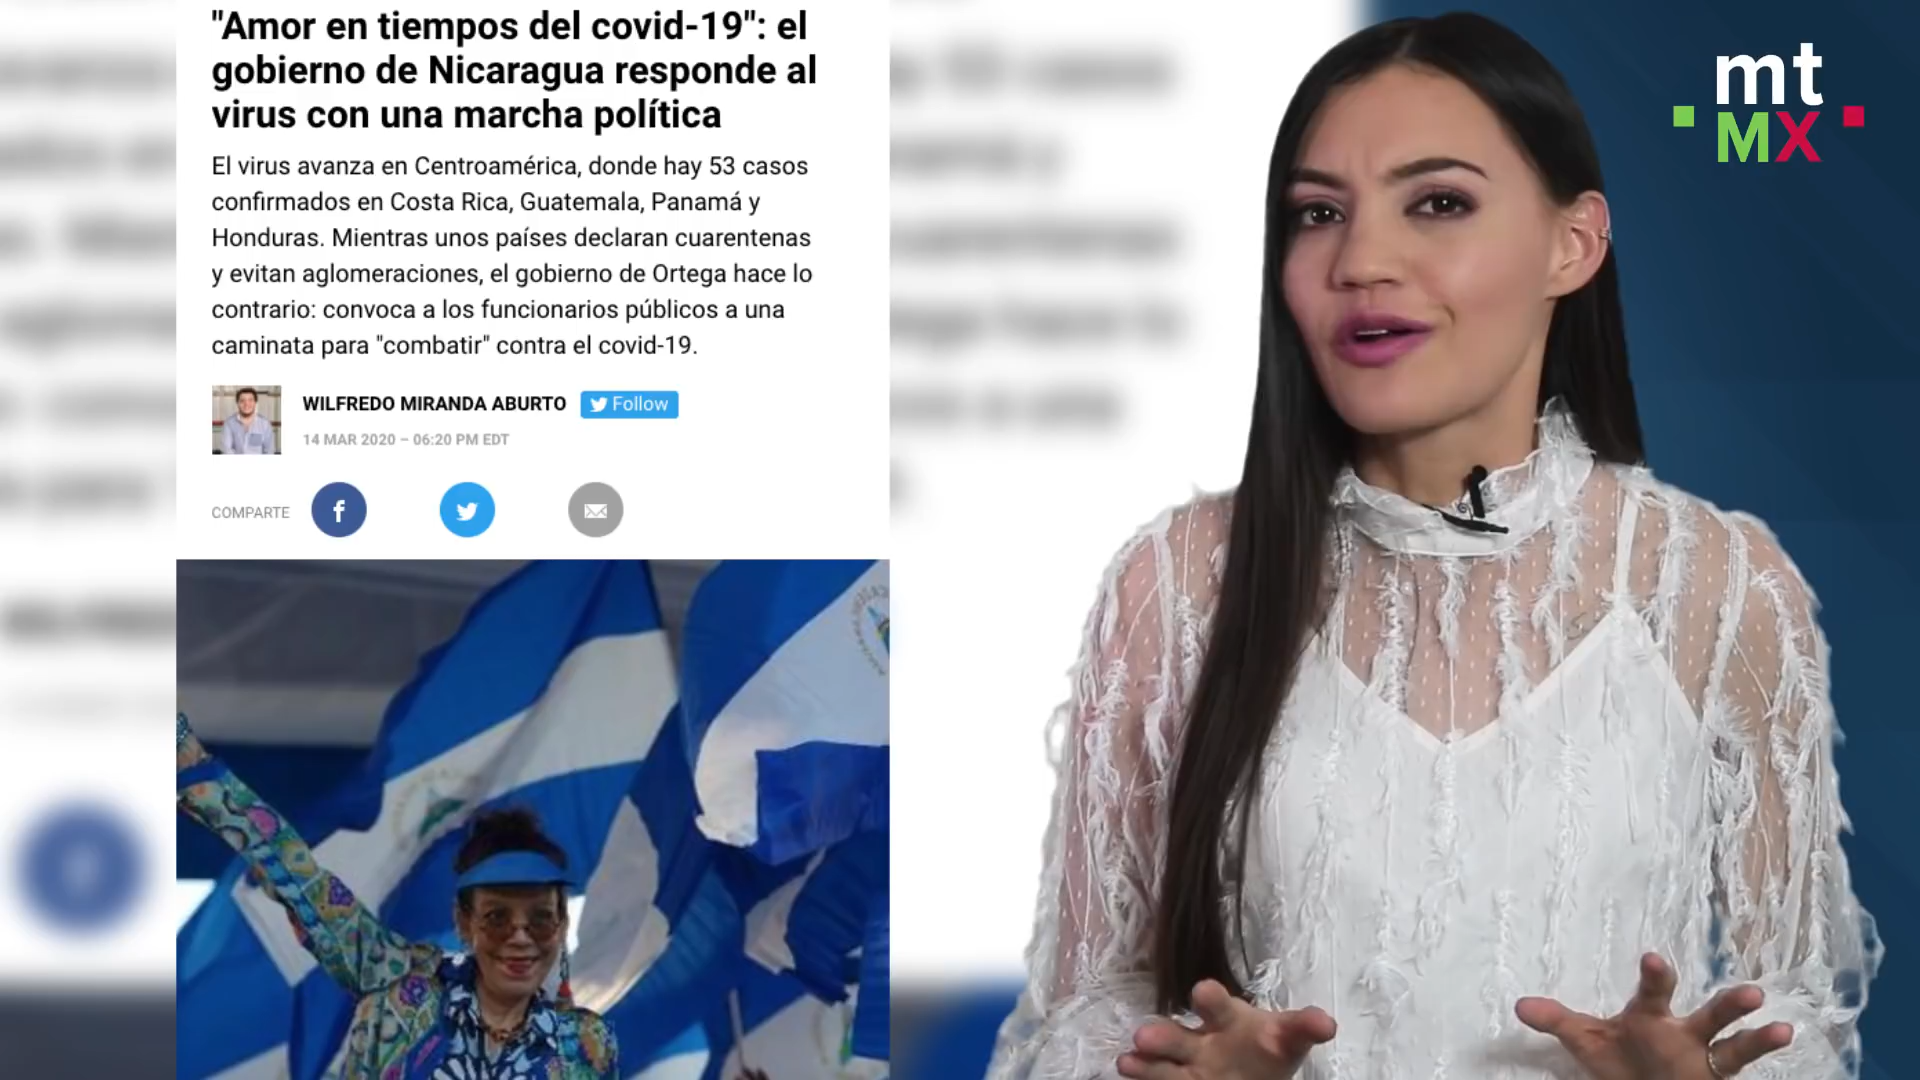 "Amor en tiempos del covid-19": el
gobierno de Nicaragua responde al
virus con una marcha política
El virus avanza en Centroamérica, donde hay 53 casos
confirmados en Costa Rica, Guatemala, Panamá y
Honduras. Mientras unos países declaran cuarentenas
y evitan aglomeraciones, el gobierno de Ortega hace lo
contrario: convoca a los funcionarios públicos a una
caminata para "combatir" contra el covid-19.
WILFREDO MIRANDA ABURTO Follow
14 MAR 2020 – 06:20 PM EDT
COMPARTE
mt
MX